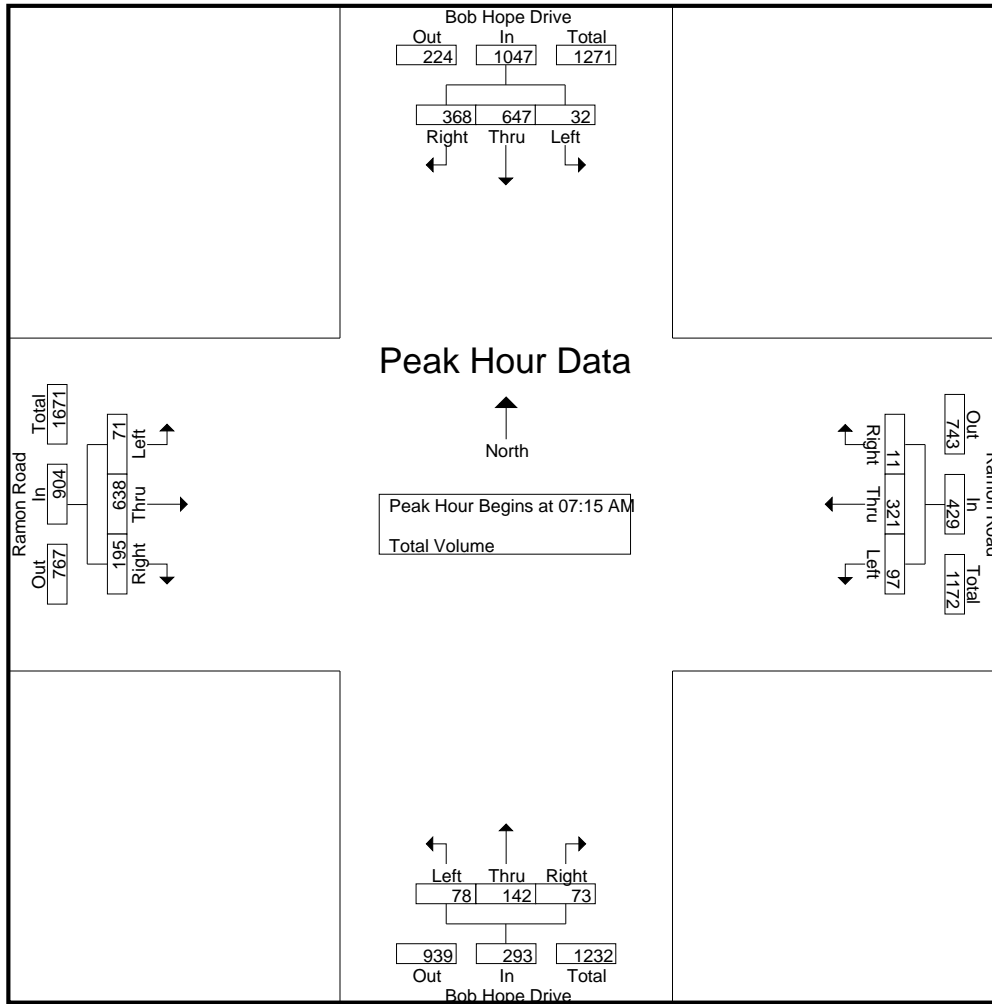 Bob Hope Drive
Out In Total
224 1047 1271
368 647 32
Right Thru Left
Peak Hour Data
North
Peak Hour Begins at 07:15 AM
Total Volume
Ramon Road
Total In Out
1671 904 767
71 638 195
Left Thru Right
Ramon Road
Out In Total
743 429 1172
11 321 97
Right Thru Left
Left Thru Right
78 142 73
939 293 1232
Out In Total
Bob Hope Drive